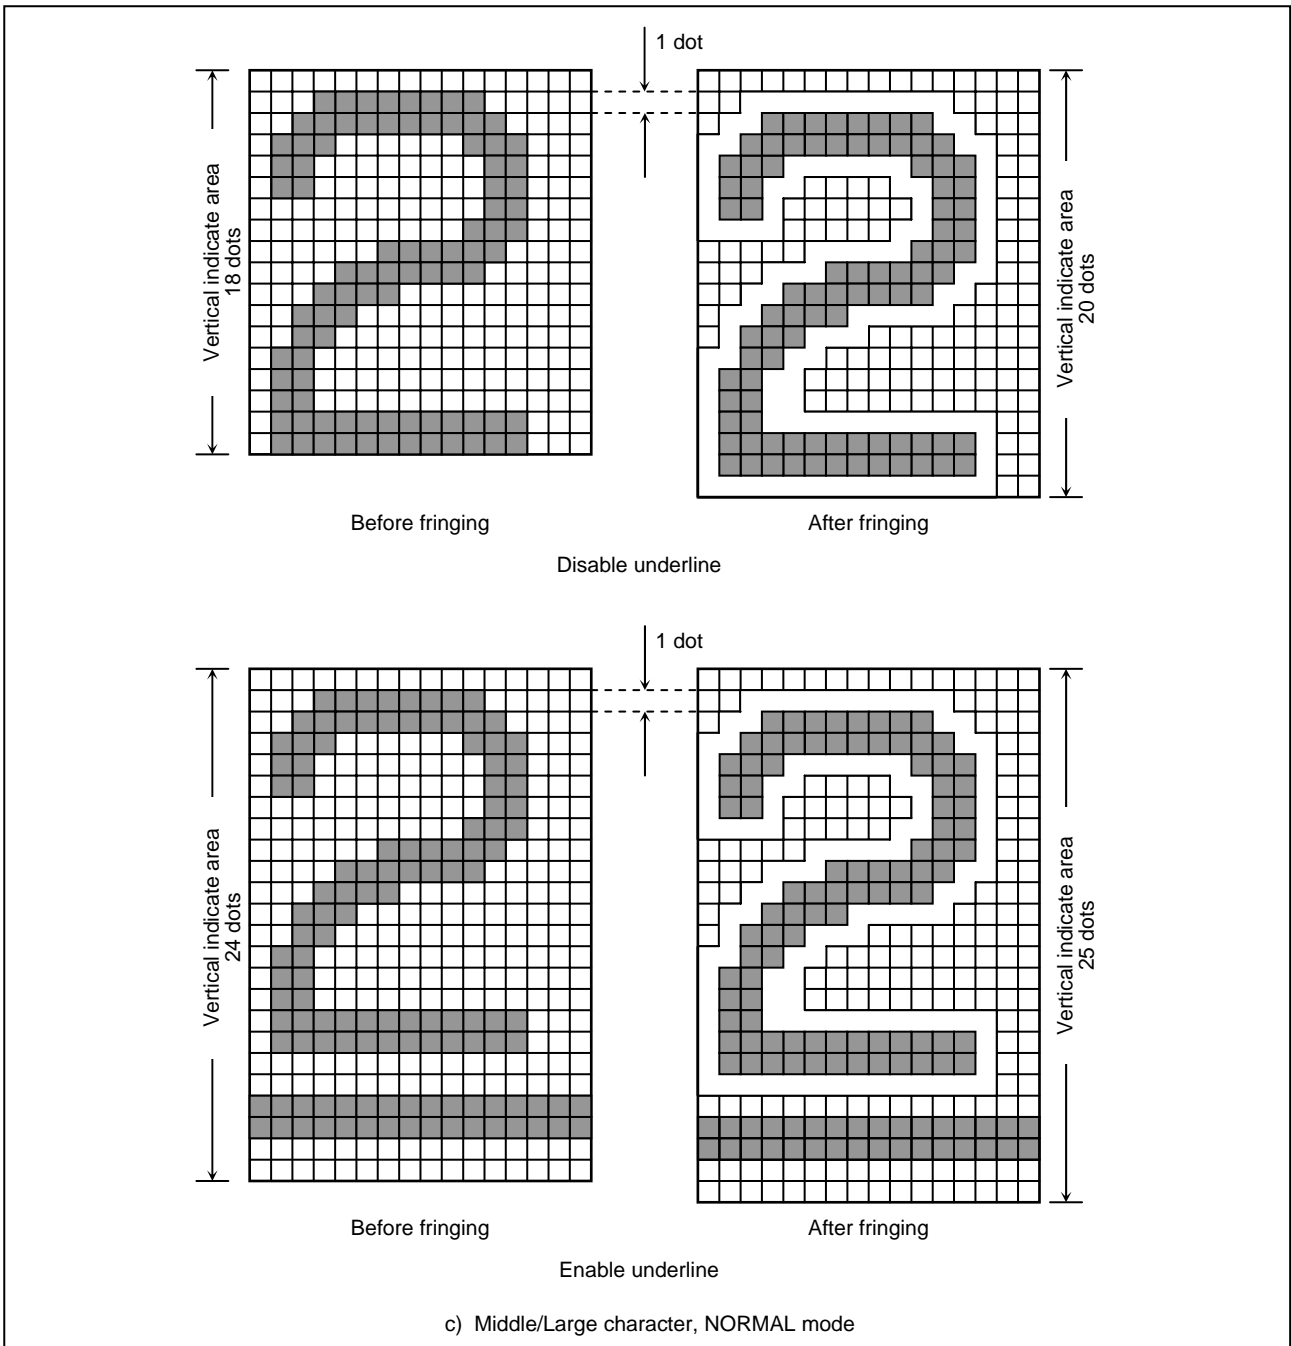 1 dot
Vertical indicate area
18 dots
Vertical indicate area
20 dots
Before fringing
After fringing
Disable underline
1 dot
Vertical indicate area
24 dots
Vertical indicate area
25 dots
Before fringing
After fringing
Enable underline
c) Middle/Large character, NORMAL mode